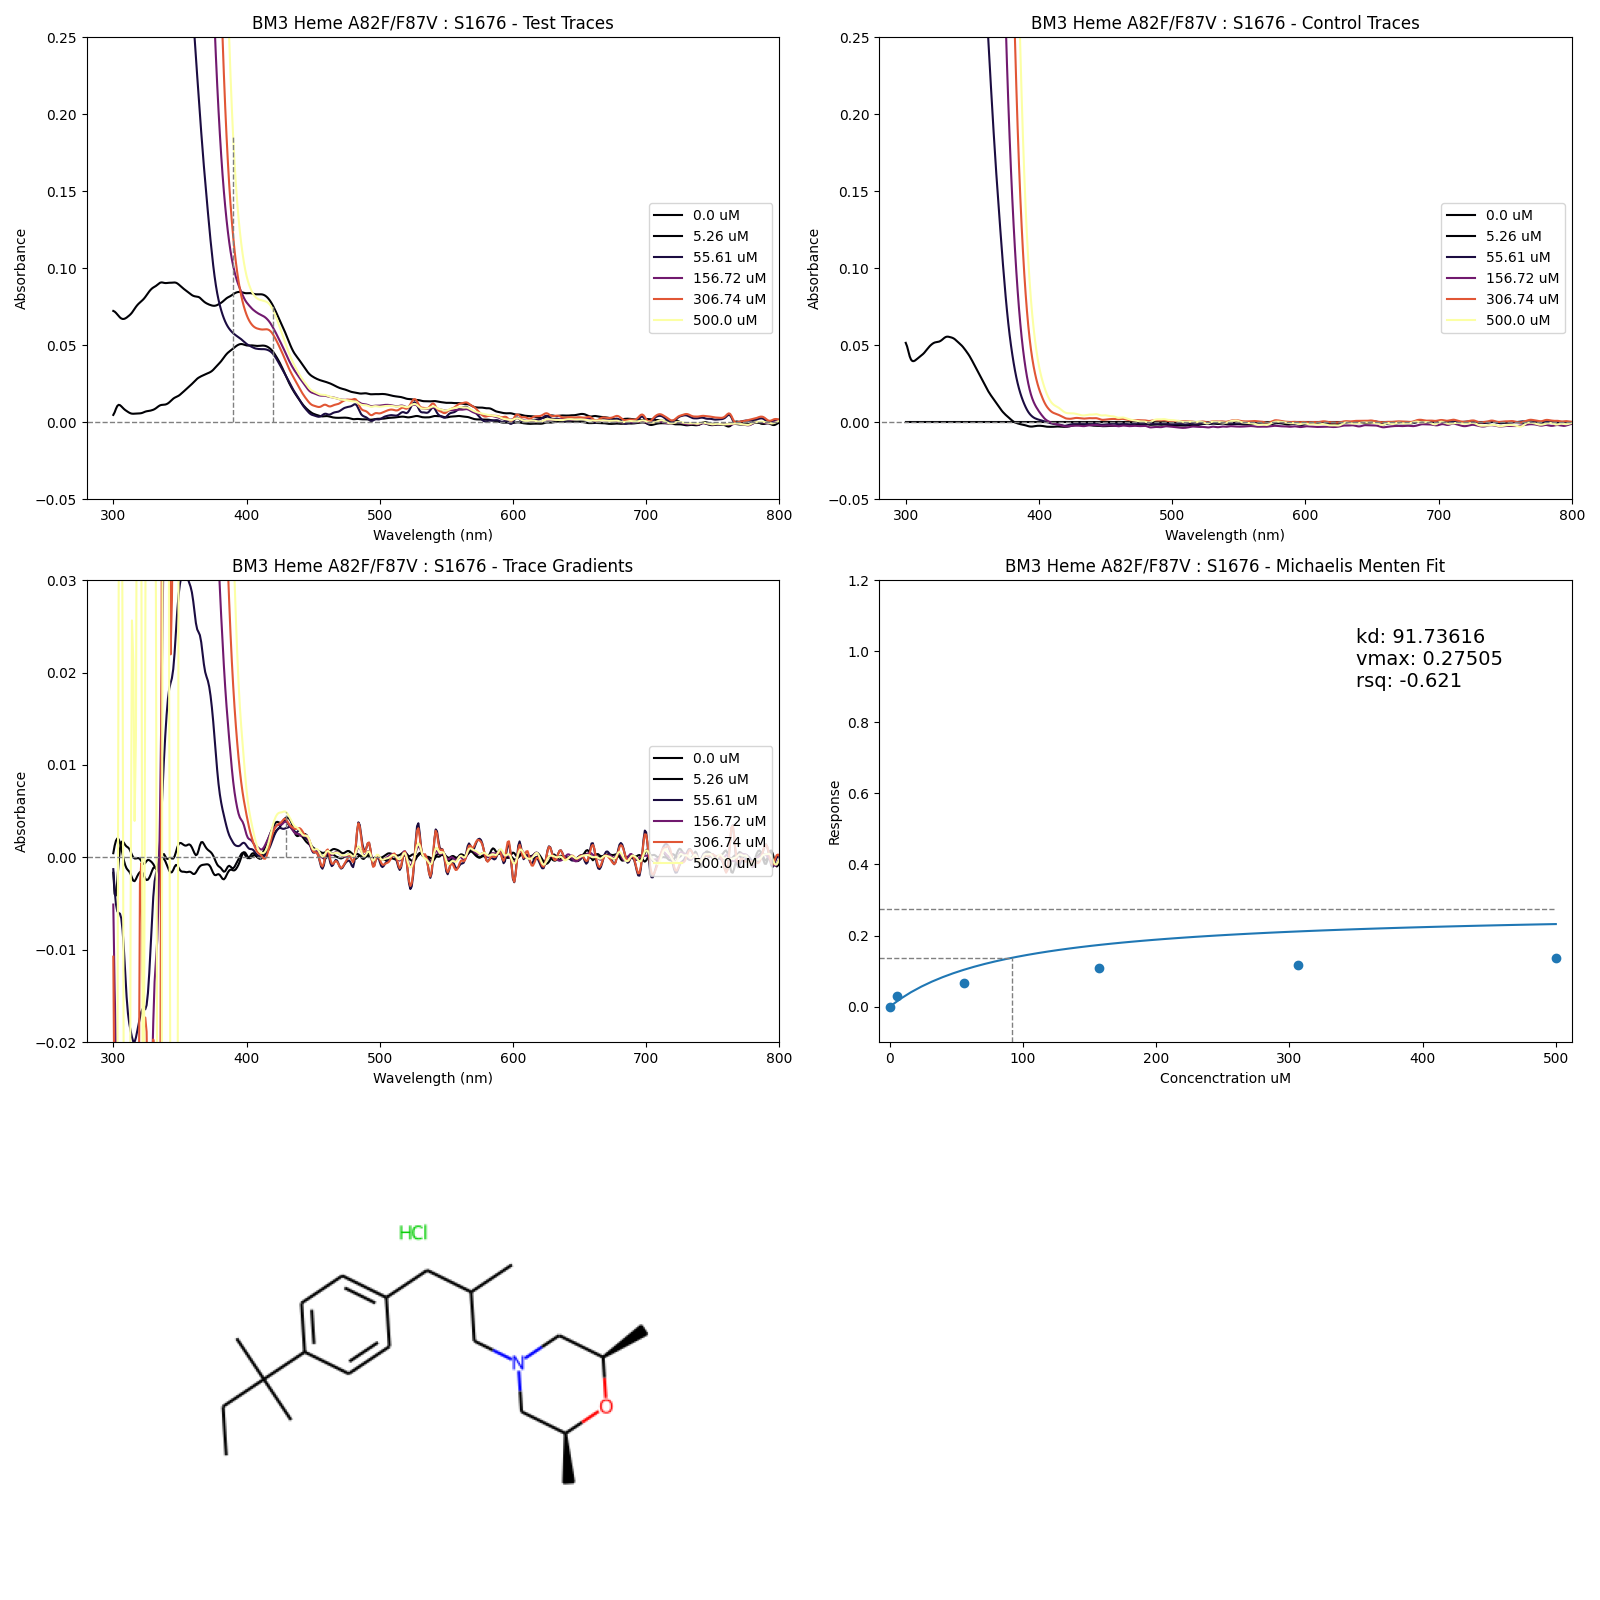 BM3 Heme A82F/F87V : S1676 - Test Traces
0.25
0.20
0.15
0.10
0.05
0.00
−0.05
Absorbance
300
400
500
600
700
800
Wavelength (nm)
0.0 uM
5.26 uM
55.61 uM
156.72 uM
306.74 uM
500.0 uM
BM3 Heme A82F/F87V : S1676 - Control Traces
0.25
0.20
0.15
0.10
0.05
0.00
−0.05
Absorbance
300
400
500
600
700
800
Wavelength (nm)
0.0 uM
5.26 uM
55.61 uM
156.72 uM
306.74 uM
500.0 uM
BM3 Heme A82F/F87V : S1676 - Trace Gradients
0.03
0.02
0.01
0.00
−0.01
−0.02
Absorbance
300
400
500
600
700
800
Wavelength (nm)
0.0 uM
5.26 uM
55.61 uM
156.72 uM
306.74 uM
500.0 uM
BM3 Heme A82F/F87V : S1676 - Michaelis Menten Fit
1.2
1.0
0.8
0.6
0.4
0.2
0.0
Response
0
100
200
300
400
500
Concenctration uM
kd: 91.73616
vmax: 0.27505
rsq: -0.621
HCl
N
O